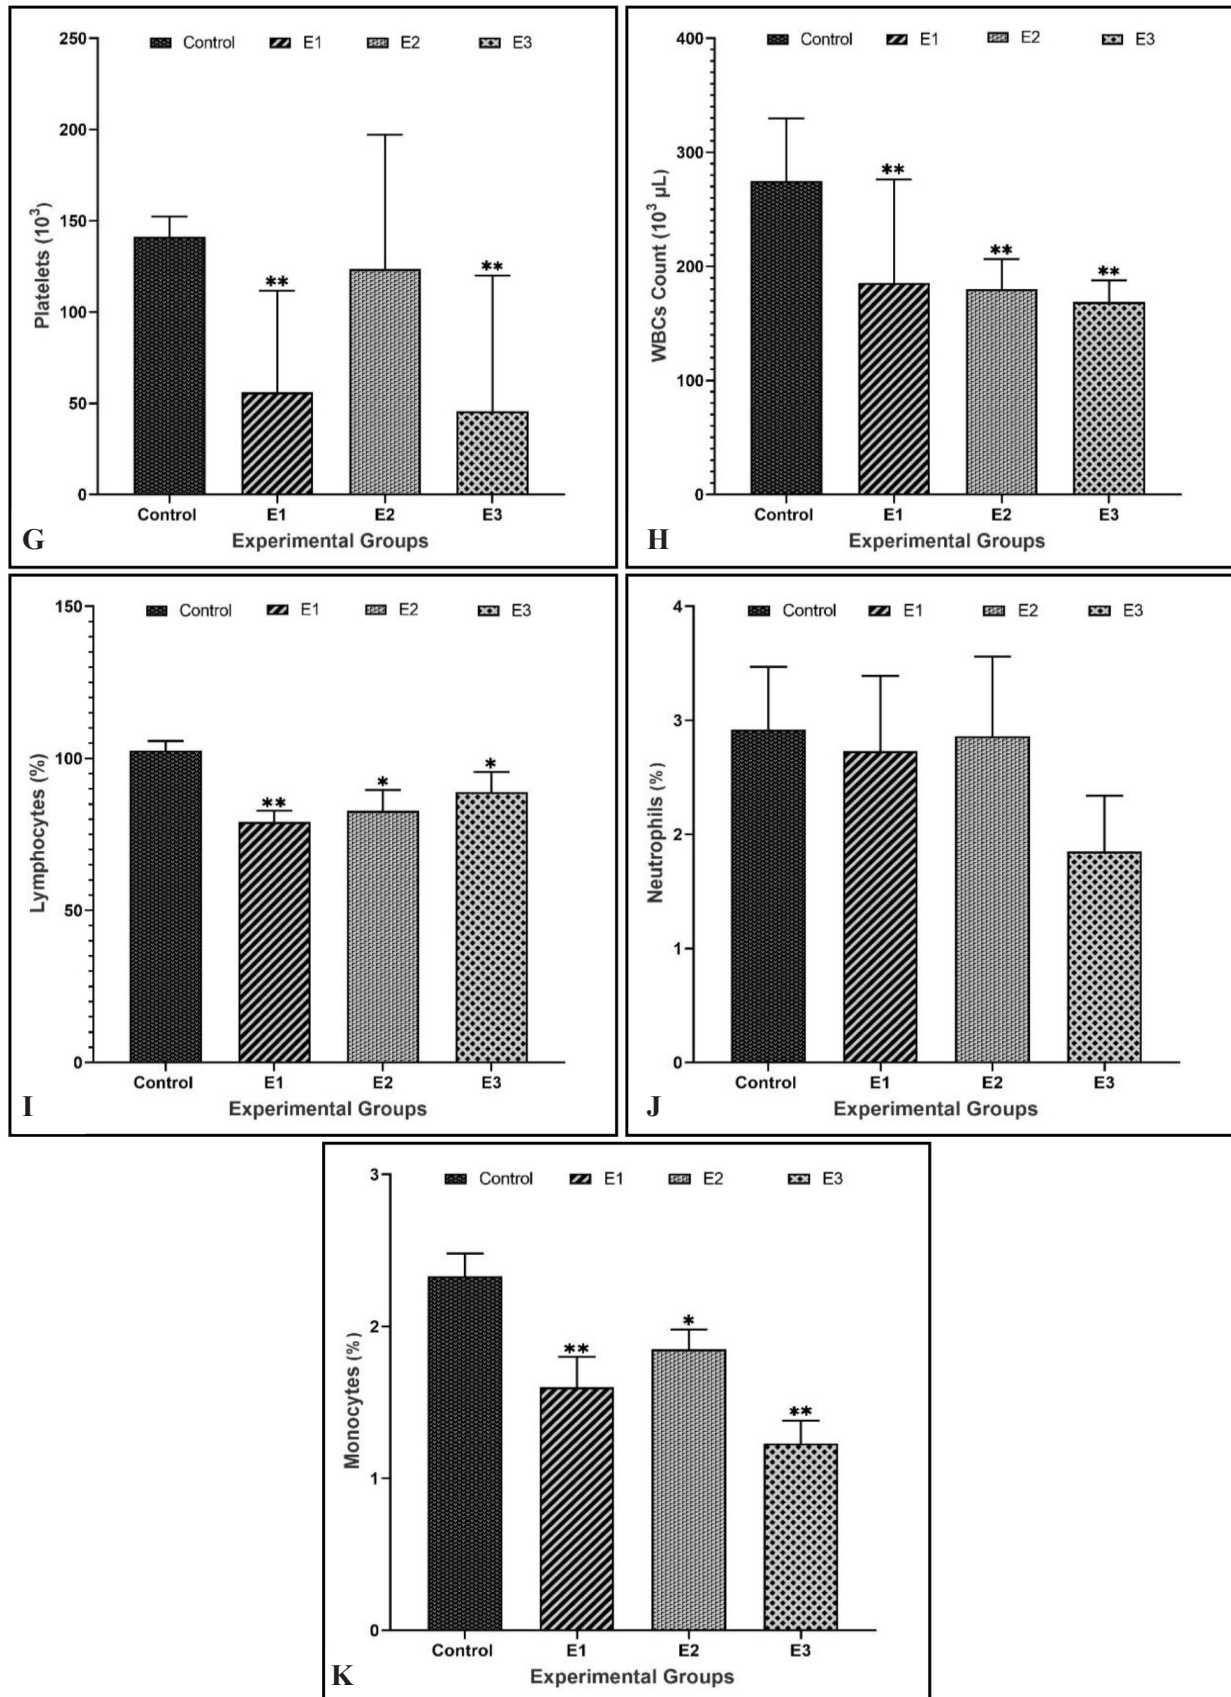 Control E1 E2 E3
250
200
150
100
50
0
Platelets (10³)
** **
Control E1 E2 E3
Experimental Groups
G
Control E1 E2 E3
400
300
200
100
0
WBCs Count (10³ µL)
** ** **
Control E1 E2 E3
Experimental Groups
H
Control E1 E2 E3
150
100
50
0
Lymphocytes (%)
** * *
Control E1 E2 E3
Experimental Groups
I
Control E1 E2 E3
4
3
2
1
0
Neutrophils (%)
Control E1 E2 E3
Experimental Groups
J
Control E1 E2 E3
3
2
1
0
Monocytes (%)
** * **
Control E1 E2 E3
Experimental Groups
K